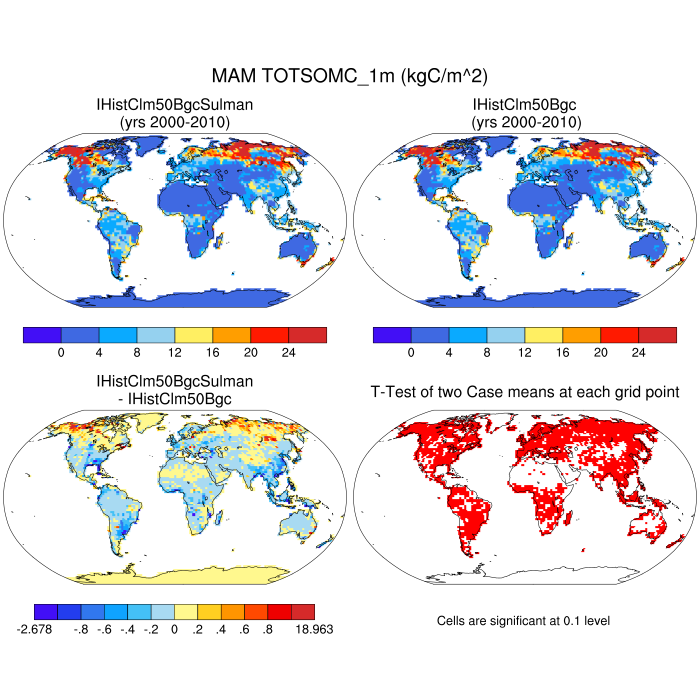 MAM TOTSOMC_1m (kgC/m^2)
IHistClm50BgcSulman
(yrs 2000-2010)
IHistClm50Bgc
(yrs 2000-2010)
0 4 8 12 16 20 24
0 4 8 12 16 20 24
IHistClm50BgcSulman
- IHistClm50Bgc
T-Test of two Case means at each grid point
-2.678 -.8 -.6 -.4 -.2 0 .2 .4 .6 .8 18.963
Cells are significant at 0.1 level